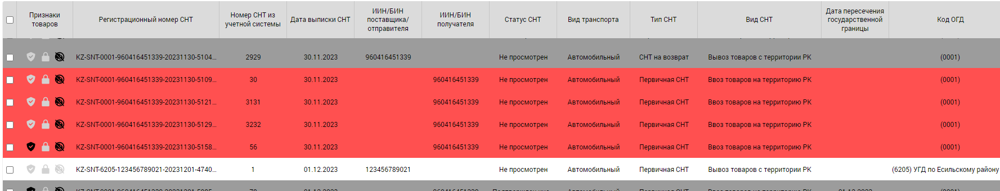 Признаки товаров
Регистрационный номер СНТ
Номер СНТ из учетной системы
Дата выписки СНТ
ИИН/БИН поставщика/отправителя
ИИН/БИН получателя
Статус СНТ
Вид транспорта
Тип СНТ
Вид СНТ
Дата пересечения государственной границы
Код ОГД
KZ-SNT-0001-960416451339-20231130-5104... 2929 30.11.2023 960416451339 Не просмотрен Автомобильный СНТ на возврат Вывоз товаров с территории РК (0001)
KZ-SNT-0001-960416451339-20231130-5109... 30 30.11.2023 960416451339 Не просмотрен Автомобильный Первичная СНТ Ввоз товаров на территорию РК (0001)
KZ-SNT-0001-960416451339-20231130-5121... 3131 30.11.2023 960416451339 Не просмотрен Автомобильный Первичная СНТ Ввоз товаров на территорию РК (0001)
KZ-SNT-0001-960416451339-20231130-5129... 3232 30.11.2023 960416451339 Не просмотрен Автомобильный Первичная СНТ Ввоз товаров на территорию РК (0001)
KZ-SNT-0001-960416451339-20231130-5158... 56 30.11.2023 960416451339 Не просмотрен Автомобильный Первичная СНТ Ввоз товаров на территорию РК (0001)
KZ-SNT-6205-123456789021-20231201-4740... 1 01.12.2023 123456789021 Не просмотрен Автомобильный Первичная СНТ Вывоз товаров с территории РК (6205) УГД по Есильскому району